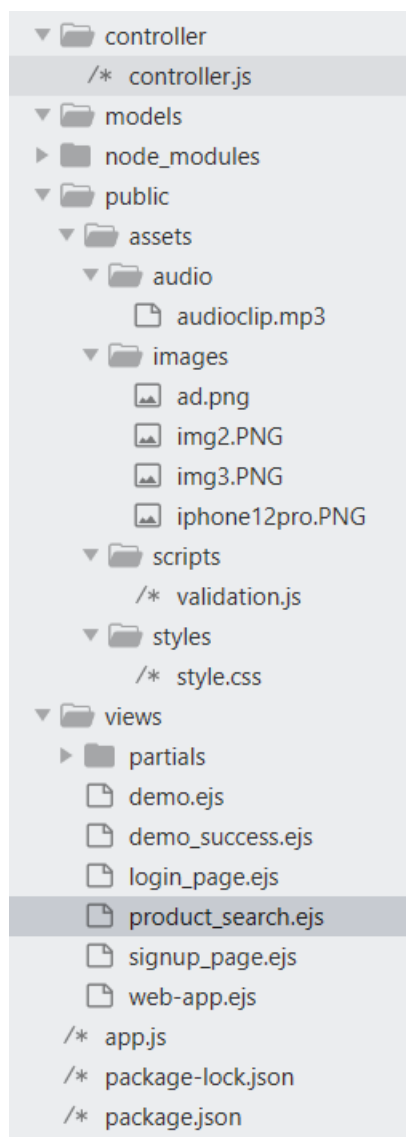 controller
/* controller.js
models
node_modules
public
assets
audio
audioclip.mp3
images
ad.png
img2.PNG
img3.PNG
iphone12pro.PNG
scripts
/* validation.js
styles
/* style.css
views
partials
demo.ejs
demo_success.ejs
login_page.ejs
product_search.ejs
signup_page.ejs
web-app.ejs
/* app.js
/* package-lock.json
/* package.json